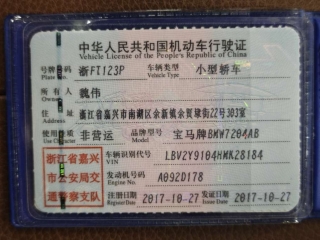 中华人民共和国机动车行驶证
Vehicle License of the People's Republic of China
号牌号码 浙FT123P 车辆类型 小型轿车
Plate No. Vehicle Type
所有人 魏伟
Owner
住址 浙江省嘉兴市南湖区余新镇余贤埭路22号303室
Address
使用性质 非营运 品牌型号 宝马牌BMW7204AB
Use Character Model
浙江省嘉兴市公安局交通警察支队
车辆识别代号 LBV2Y9104HMK28184
VIN
发动机号码 A092D178
Engine No.
注册日期 2017-10-27 发证日期 2017-10-27
Register Date Issue Date